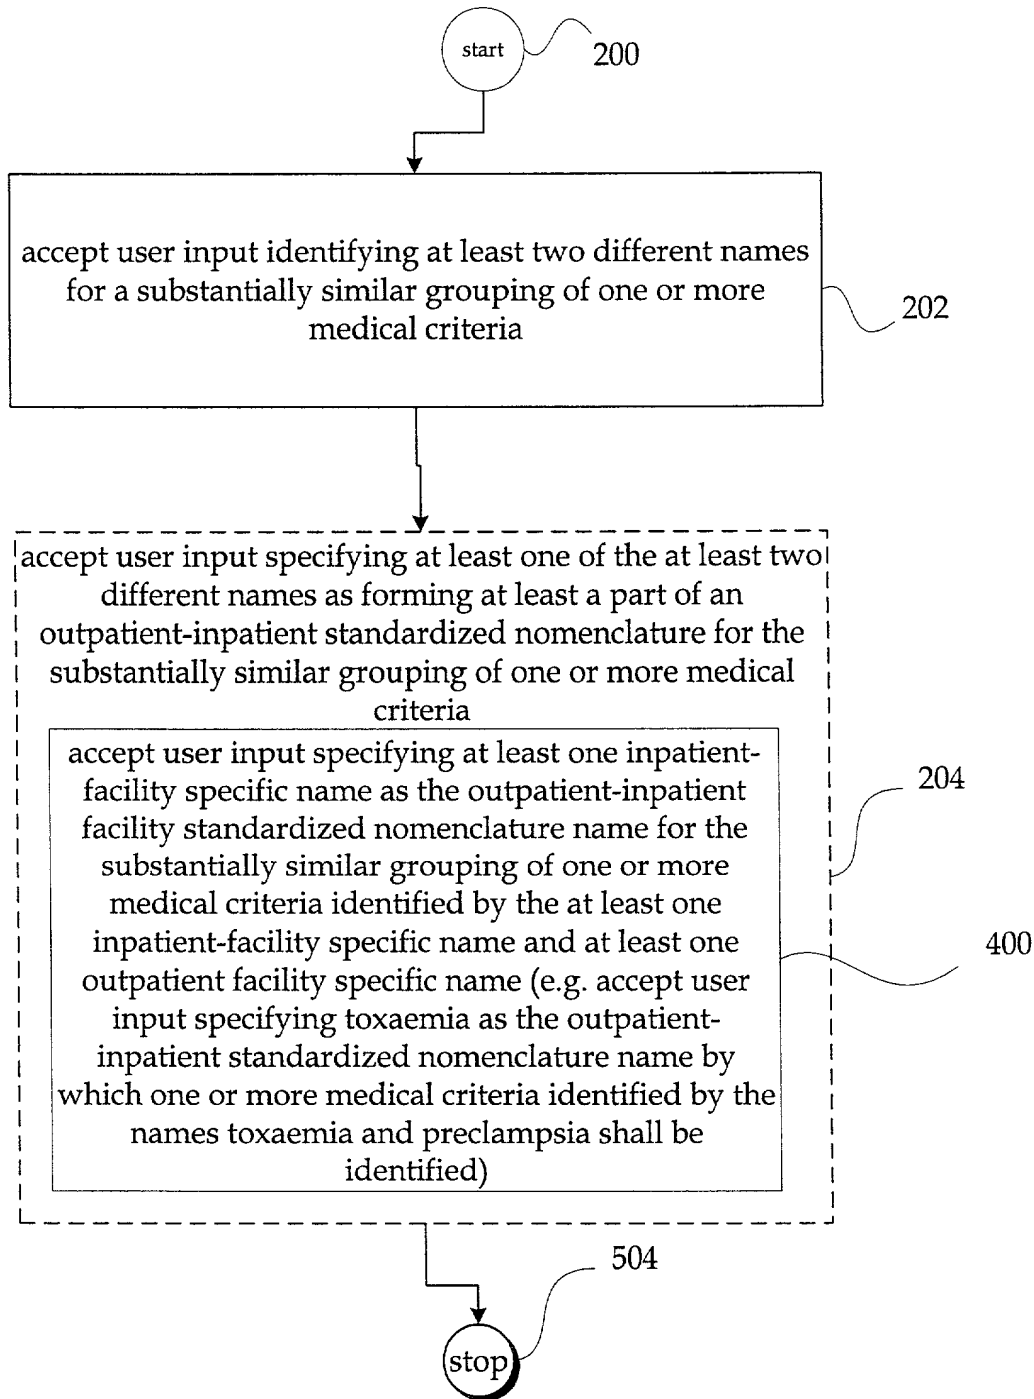 start
200
accept user input identifying at least two different names
for a substantially similar grouping of one or more
medical criteria
202
accept user input specifying at least one of the at least two
different names as forming at least a part of an
outpatient-inpatient standardized nomenclature for the
substantially similar grouping of one or more medical
criteria
accept user input specifying at least one inpatient-
facility specific name as the outpatient-inpatient
facility standardized nomenclature name for the
substantially similar grouping of one or more
medical criteria identified by the at least one
inpatient-facility specific name and at least one
outpatient facility specific name (e.g. accept user
input specifying toxaemia as the outpatient-
inpatient standardized nomenclature name by
which one or more medical criteria identified by the
names toxaemia and preclampsia shall be
identified)
204
400
504
stop